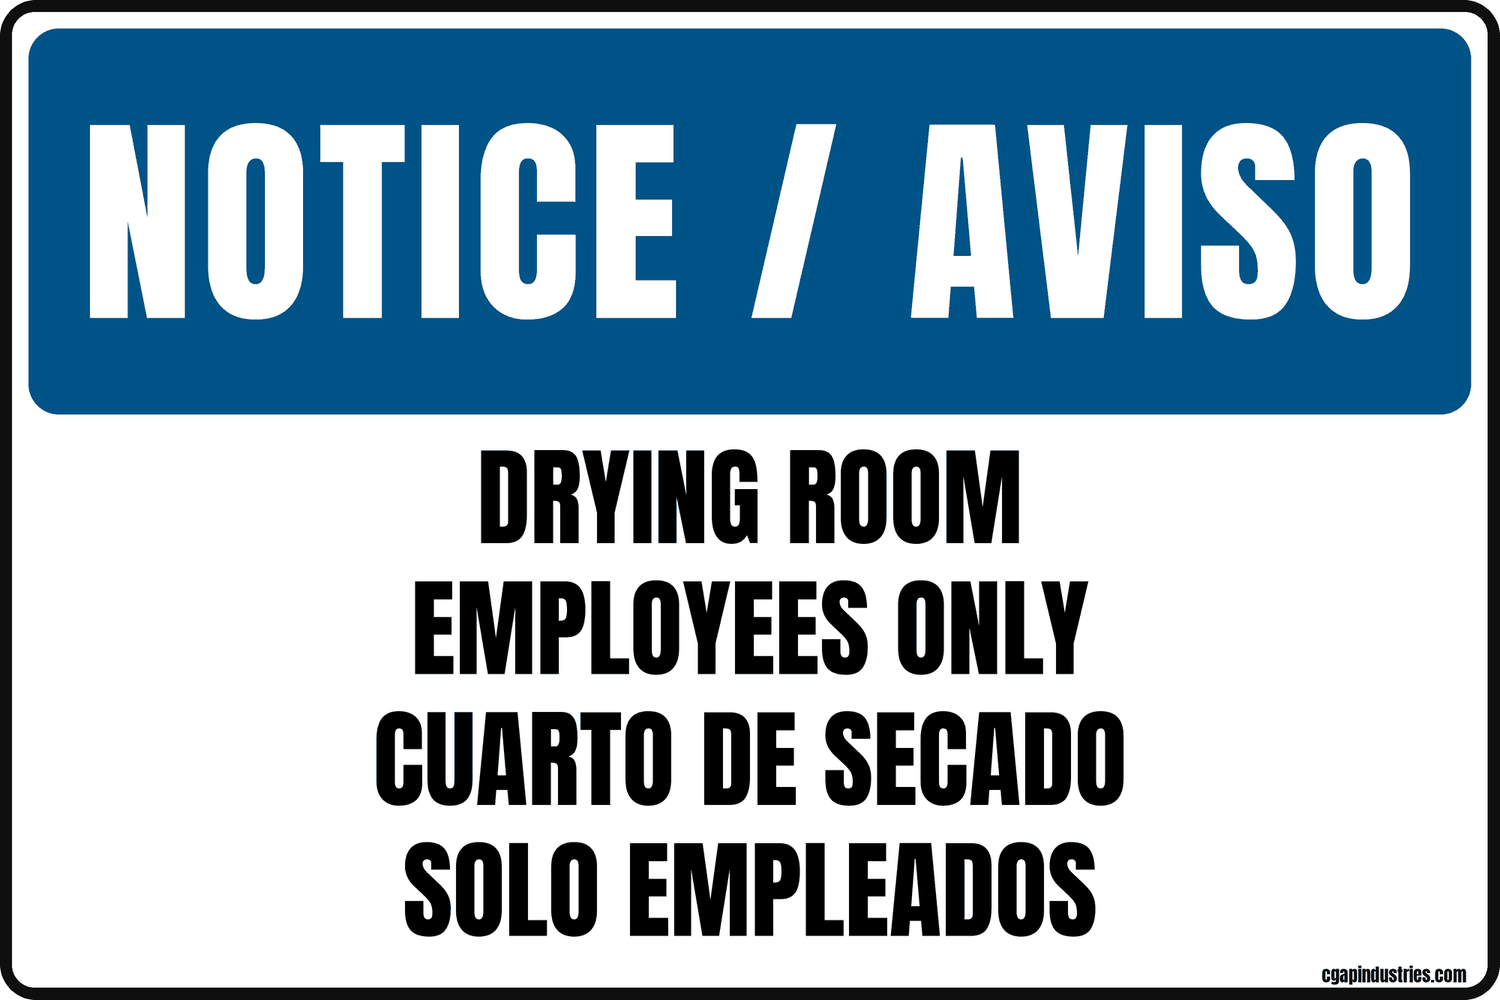 NOTICE / AVISO
DRYING ROOM
EMPLOYEES ONLY
CUARTO DE SECADO
SOLO EMPLEADOS
cgapindustries.com